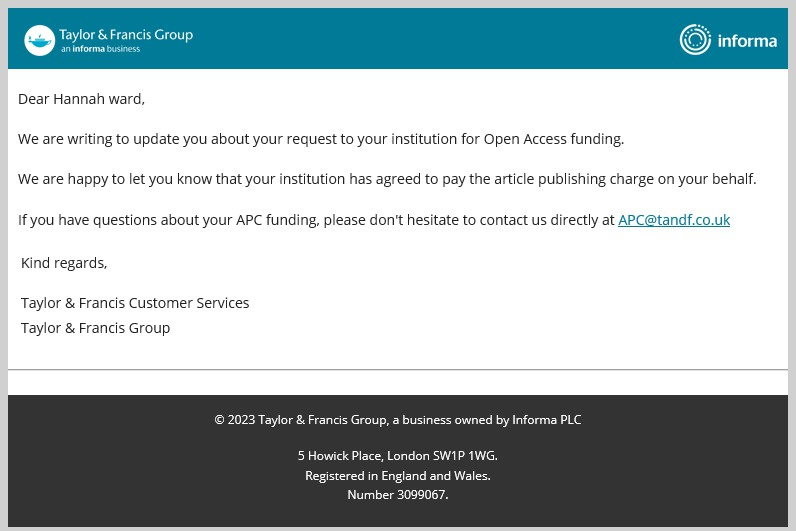 Taylor & Francis Group
an informa business
informa
Dear Hannah ward,
We are writing to update you about your request to your institution for Open Access funding.
We are happy to let you know that your institution has agreed to pay the article publishing charge on your behalf.
If you have questions about your APC funding, please don't hesitate to contact us directly at APC@tandf.co.uk
Kind regards,
Taylor & Francis Customer Services
Taylor & Francis Group
© 2023 Taylor & Francis Group, a business owned by Informa PLC
5 Howick Place, London SW1P 1WG.
Registered in England and Wales.
Number 3099067.